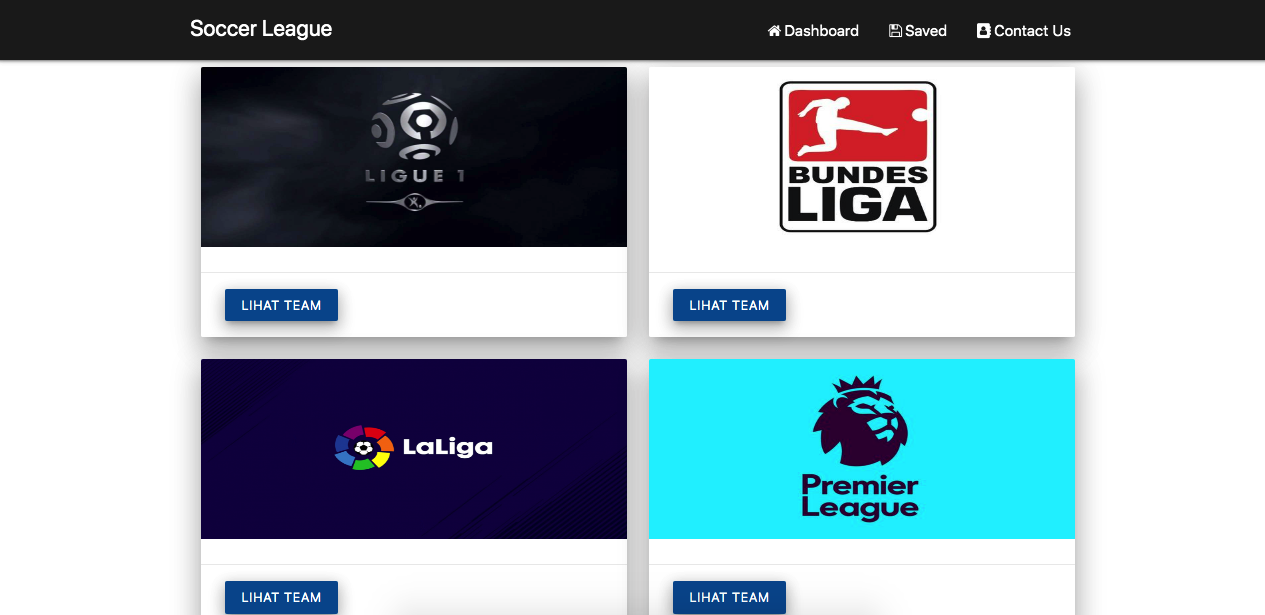 Soccer League
Dashboard
Saved
Contact Us
LIGUE 1
BUNDES
LIGA
LIHAT TEAM
LIHAT TEAM
LaLiga
Premier
League
LIHAT TEAM
LIHAT TEAM